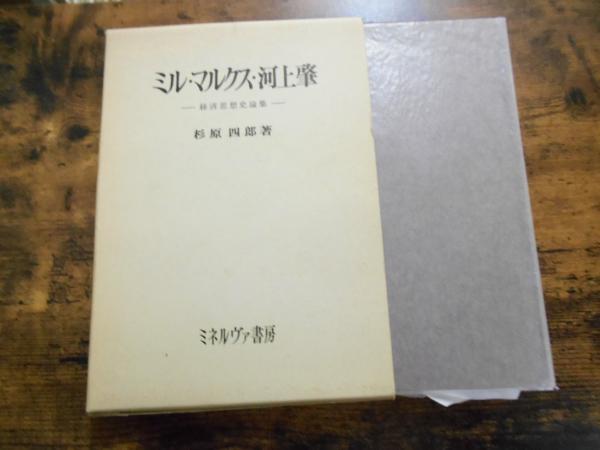 ミル・マルクス・河上肇
― 経済思想史論集 ―
杉原四郎著
ミネルヴァ書房